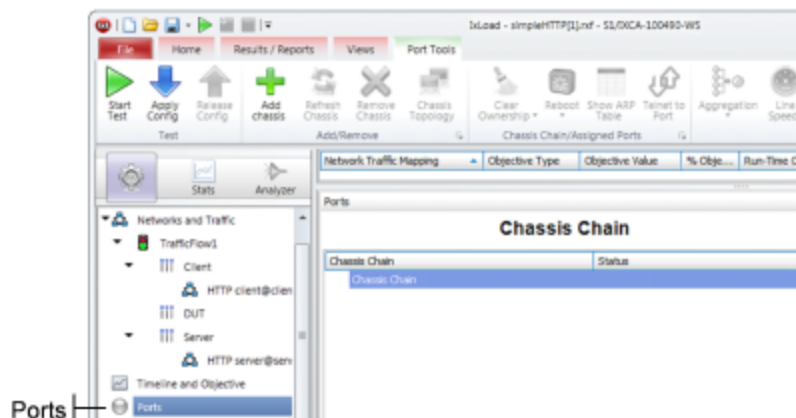 IxLoad - simpleHTTP[1].rxf - S1/IXCA-100490-WS
File Home Results / Reports Views Port Tools
Start Test
Apply Config
Release Config
Add chassis
Refresh Chassis
Remove Chassis
Chassis Topology
Clear Ownership
Reboot
Show ARP Table
Telnet to Port
Aggregation
Line Speed
Test
Add/Remove
Chassis Chain/Assigned Ports
Stats
Analyzer
Network Traffic Mapping
Objective Type
Objective Value
% Obje...
Run-Time
Ports
Chassis Chain
Chassis Chain
Status
Chassis Chain
Networks and Traffic
TrafficFlow1
Client
HTTP client@clien
DUT
Server
HTTP server@serv
Timeline and Objective
Ports
Ports